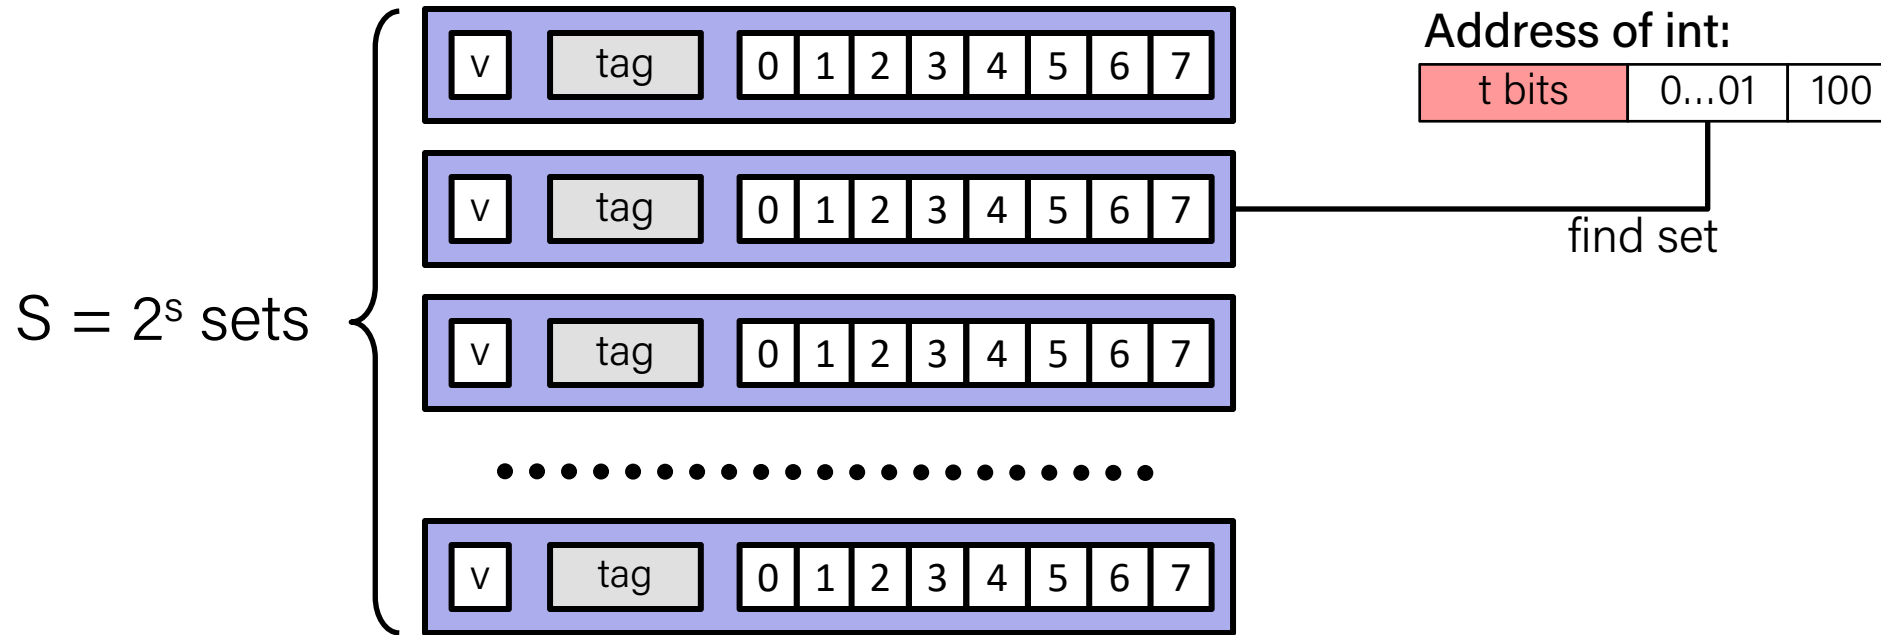 v tag 0 1 2 3 4 5 6 7
Address of int:
t bits 0...01 100
v tag 0 1 2 3 4 5 6 7
find set
S = 2ˢ sets
v tag 0 1 2 3 4 5 6 7
v tag 0 1 2 3 4 5 6 7